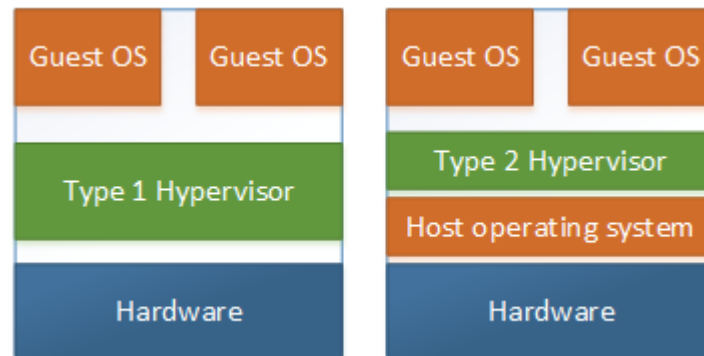 Guest OS
Guest OS
Type 1 Hypervisor
Hardware
Guest OS
Guest OS
Type 2 Hypervisor
Host operating system
Hardware